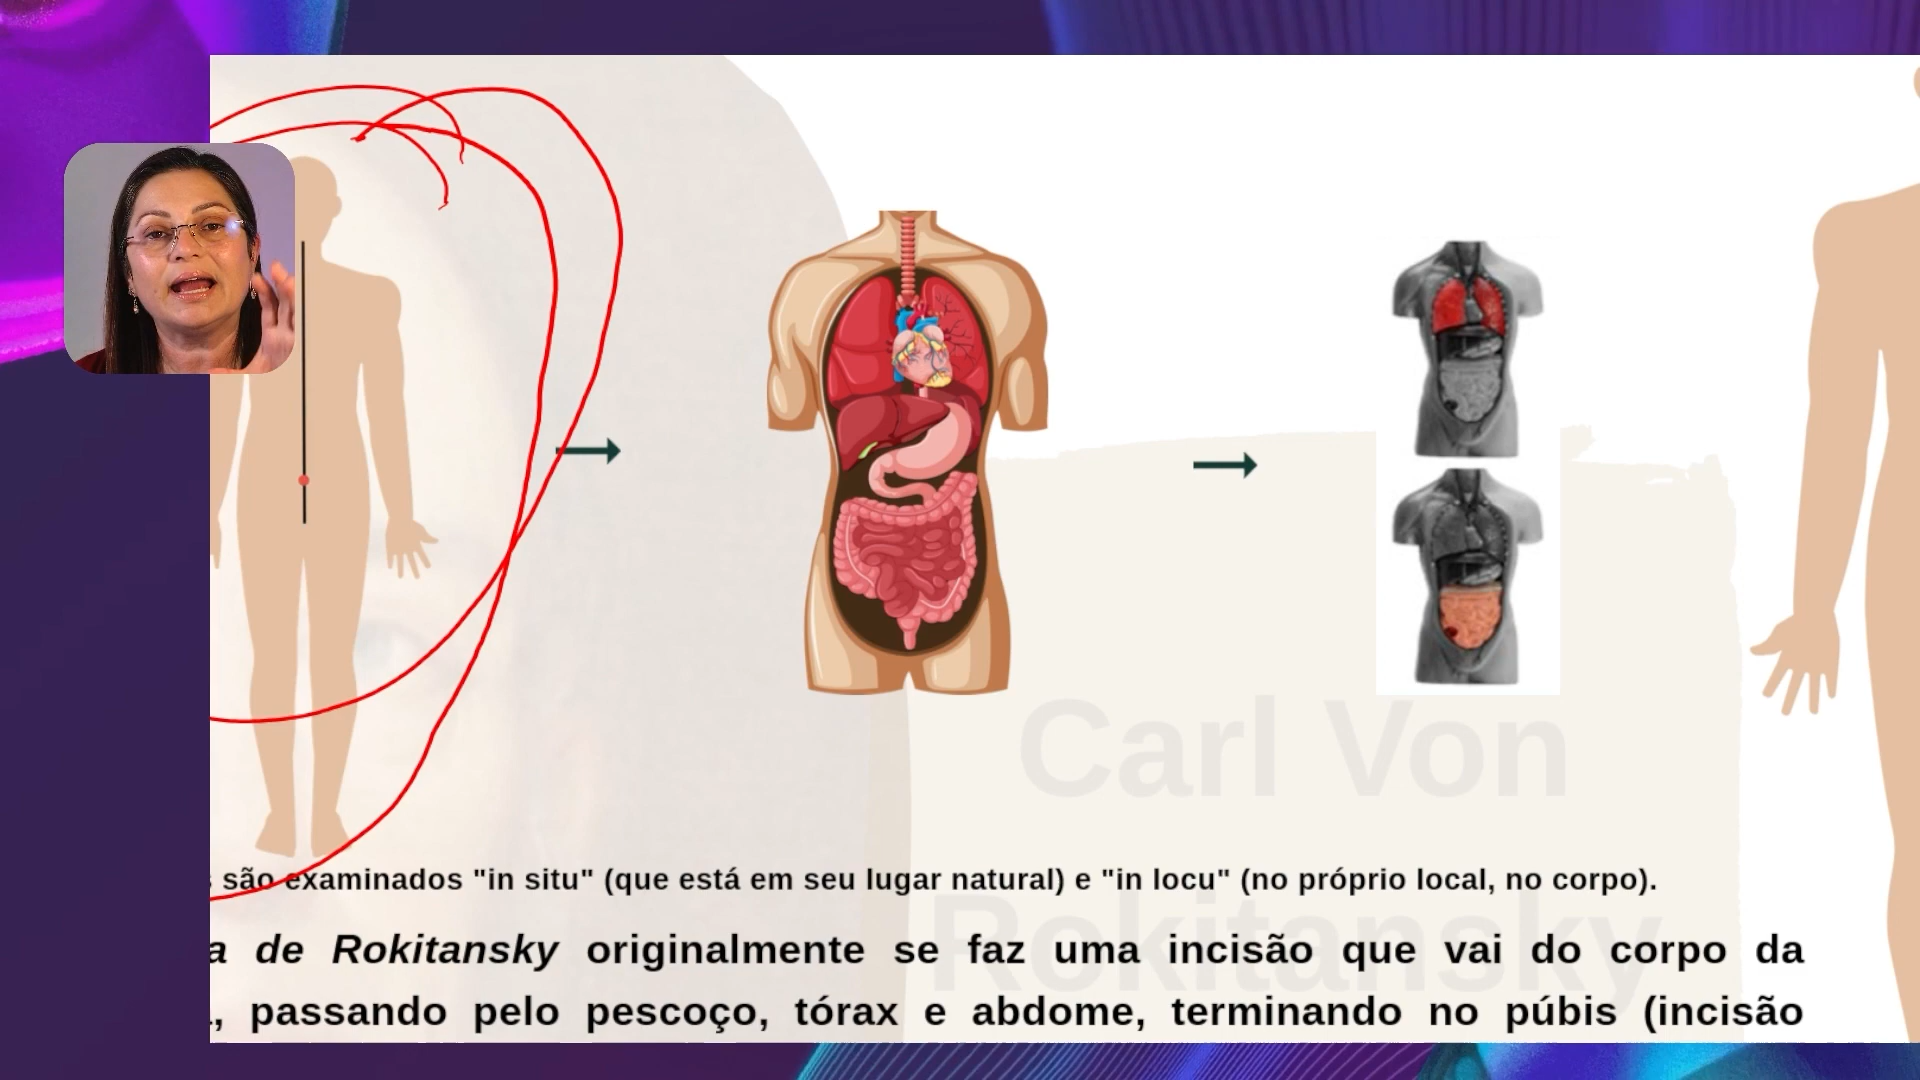 Carl Von
são examinados "in situ" (que está em seu lugar natural) e "in locu" (no próprio local, no corpo).
Rokitansky
de Rokitansky originalmente se faz uma incisão que vai do corpo da
, passando pelo pescoço, tórax e abdome, terminando no púbis (incisão